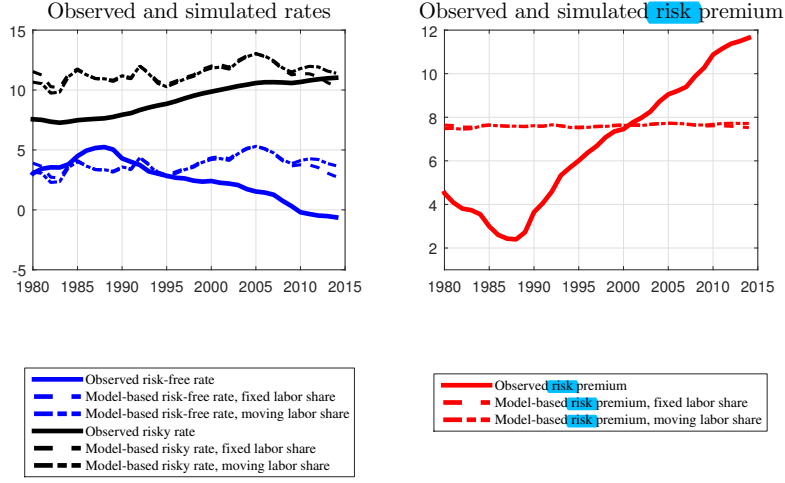 Observed and simulated rates
15
10
5
0
-5
1980 1985 1990 1995 2000 2005 2010 2015
Observed risk-free rate
Model-based risk-free rate, fixed labor share
Model-based risk-free rate, moving labor share
Observed risky rate
Model-based risky rate, fixed labor share
Model-based risky rate, moving labor share
Observed and simulated risk premium
12
10
8
6
4
2
1980 1985 1990 1995 2000 2005 2010 2015
Observed risk premium
Model-based risk premium, fixed labor share
Model-based risk premium, moving labor share